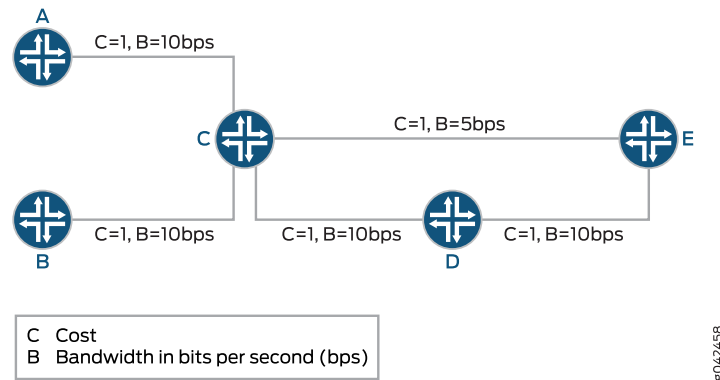 A
C=1, B=10bps
C=1, B=5bps
C
E
C=1, B=10bps
C=1, B=10bps
C=1, B=10bps
B
D
C Cost
B Bandwidth in bits per second (bps)
g042458